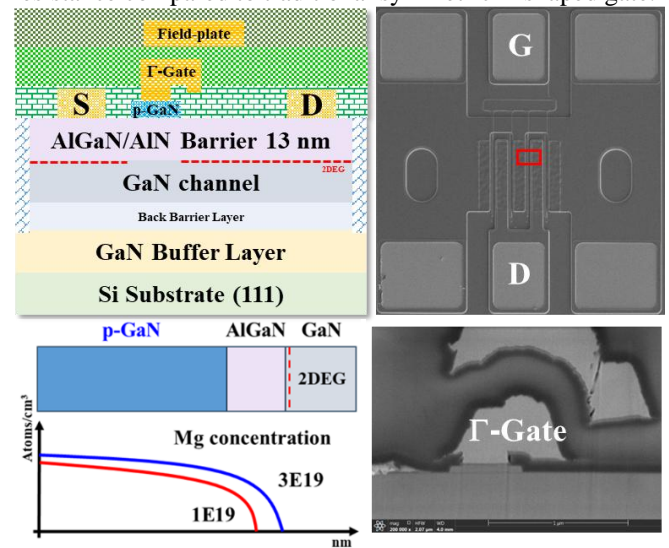 Field-plate
Γ-Gate
S
p-GaN
D
AlGaN/AlN Barrier 13 nm
2DEG
GaN channel
Back Barrier Layer
GaN Buffer Layer
Si Substrate (111)
G
D
p-GaN AlGaN GaN
2DEG
Atoms/cm³
Mg concentration
3E19
1E19
nm
Γ-Gate